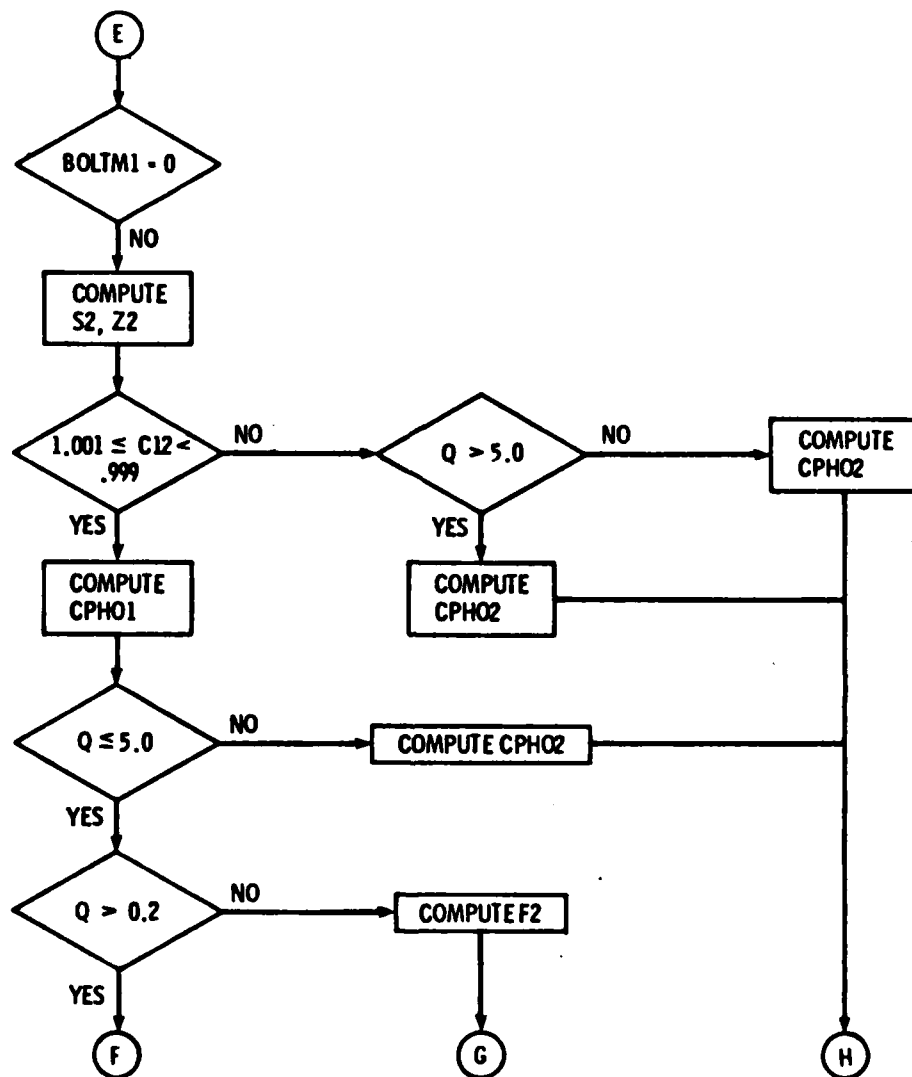 E
BOLTM1 = 0
NO
COMPUTE
S2, Z2
1.001 ≤ C12 <
.999
NO
Q > 5.0
NO
COMPUTE
CPHO2
YES
YES
COMPUTE
CPHO1
COMPUTE
CPHO2
Q ≤ 5.0
NO
COMPUTE CPHO2
YES
Q > 0.2
NO
COMPUTE F2
YES
F
G
H